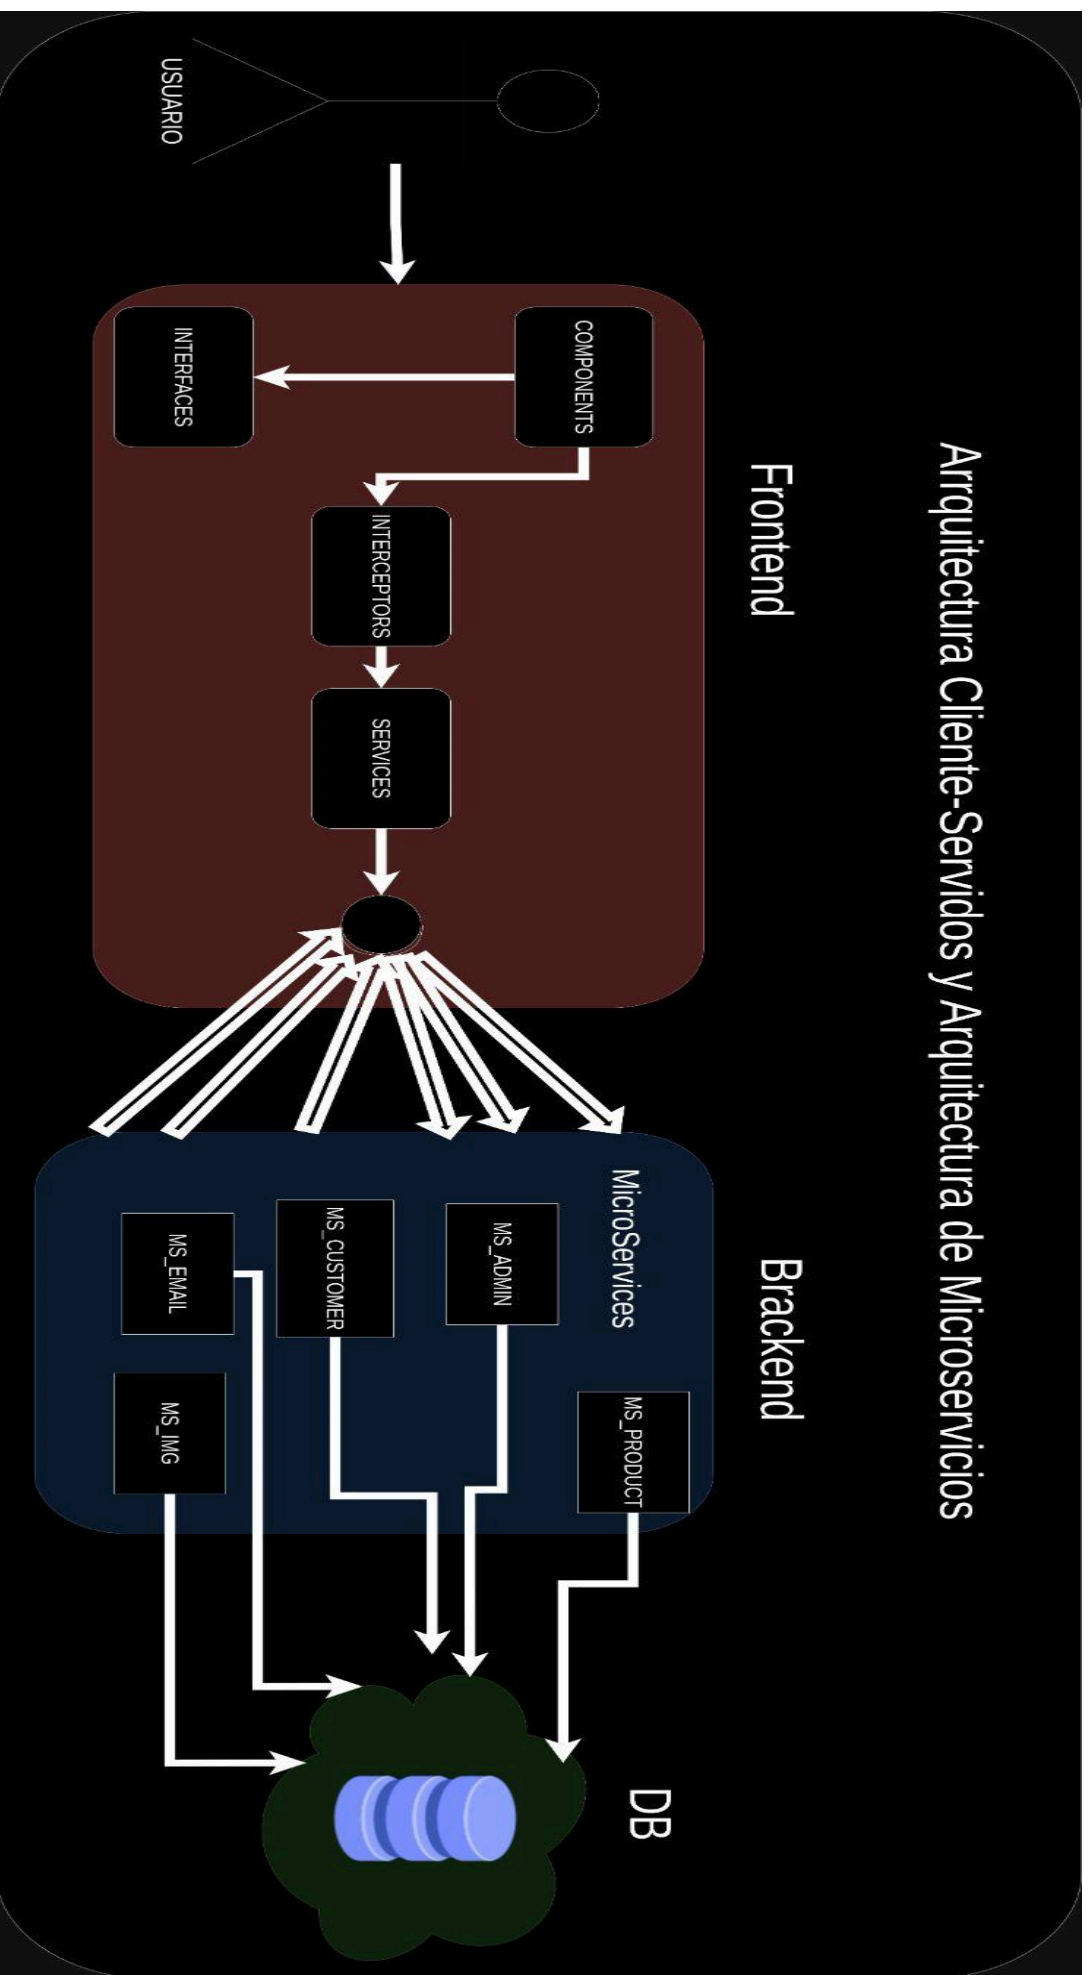 Arrquitectura Cliente-Servidos y Arquitectura de Microservicios
Frontend
Brackend
DB
USUARIO
COMPONENTS
INTERFACES
INTERCEPTORS
SERVICES
MicroServices
MS_PRODUCT
MS_ADMIN
MS_CUSTOMER
MS_EMAIL
MS_IMG